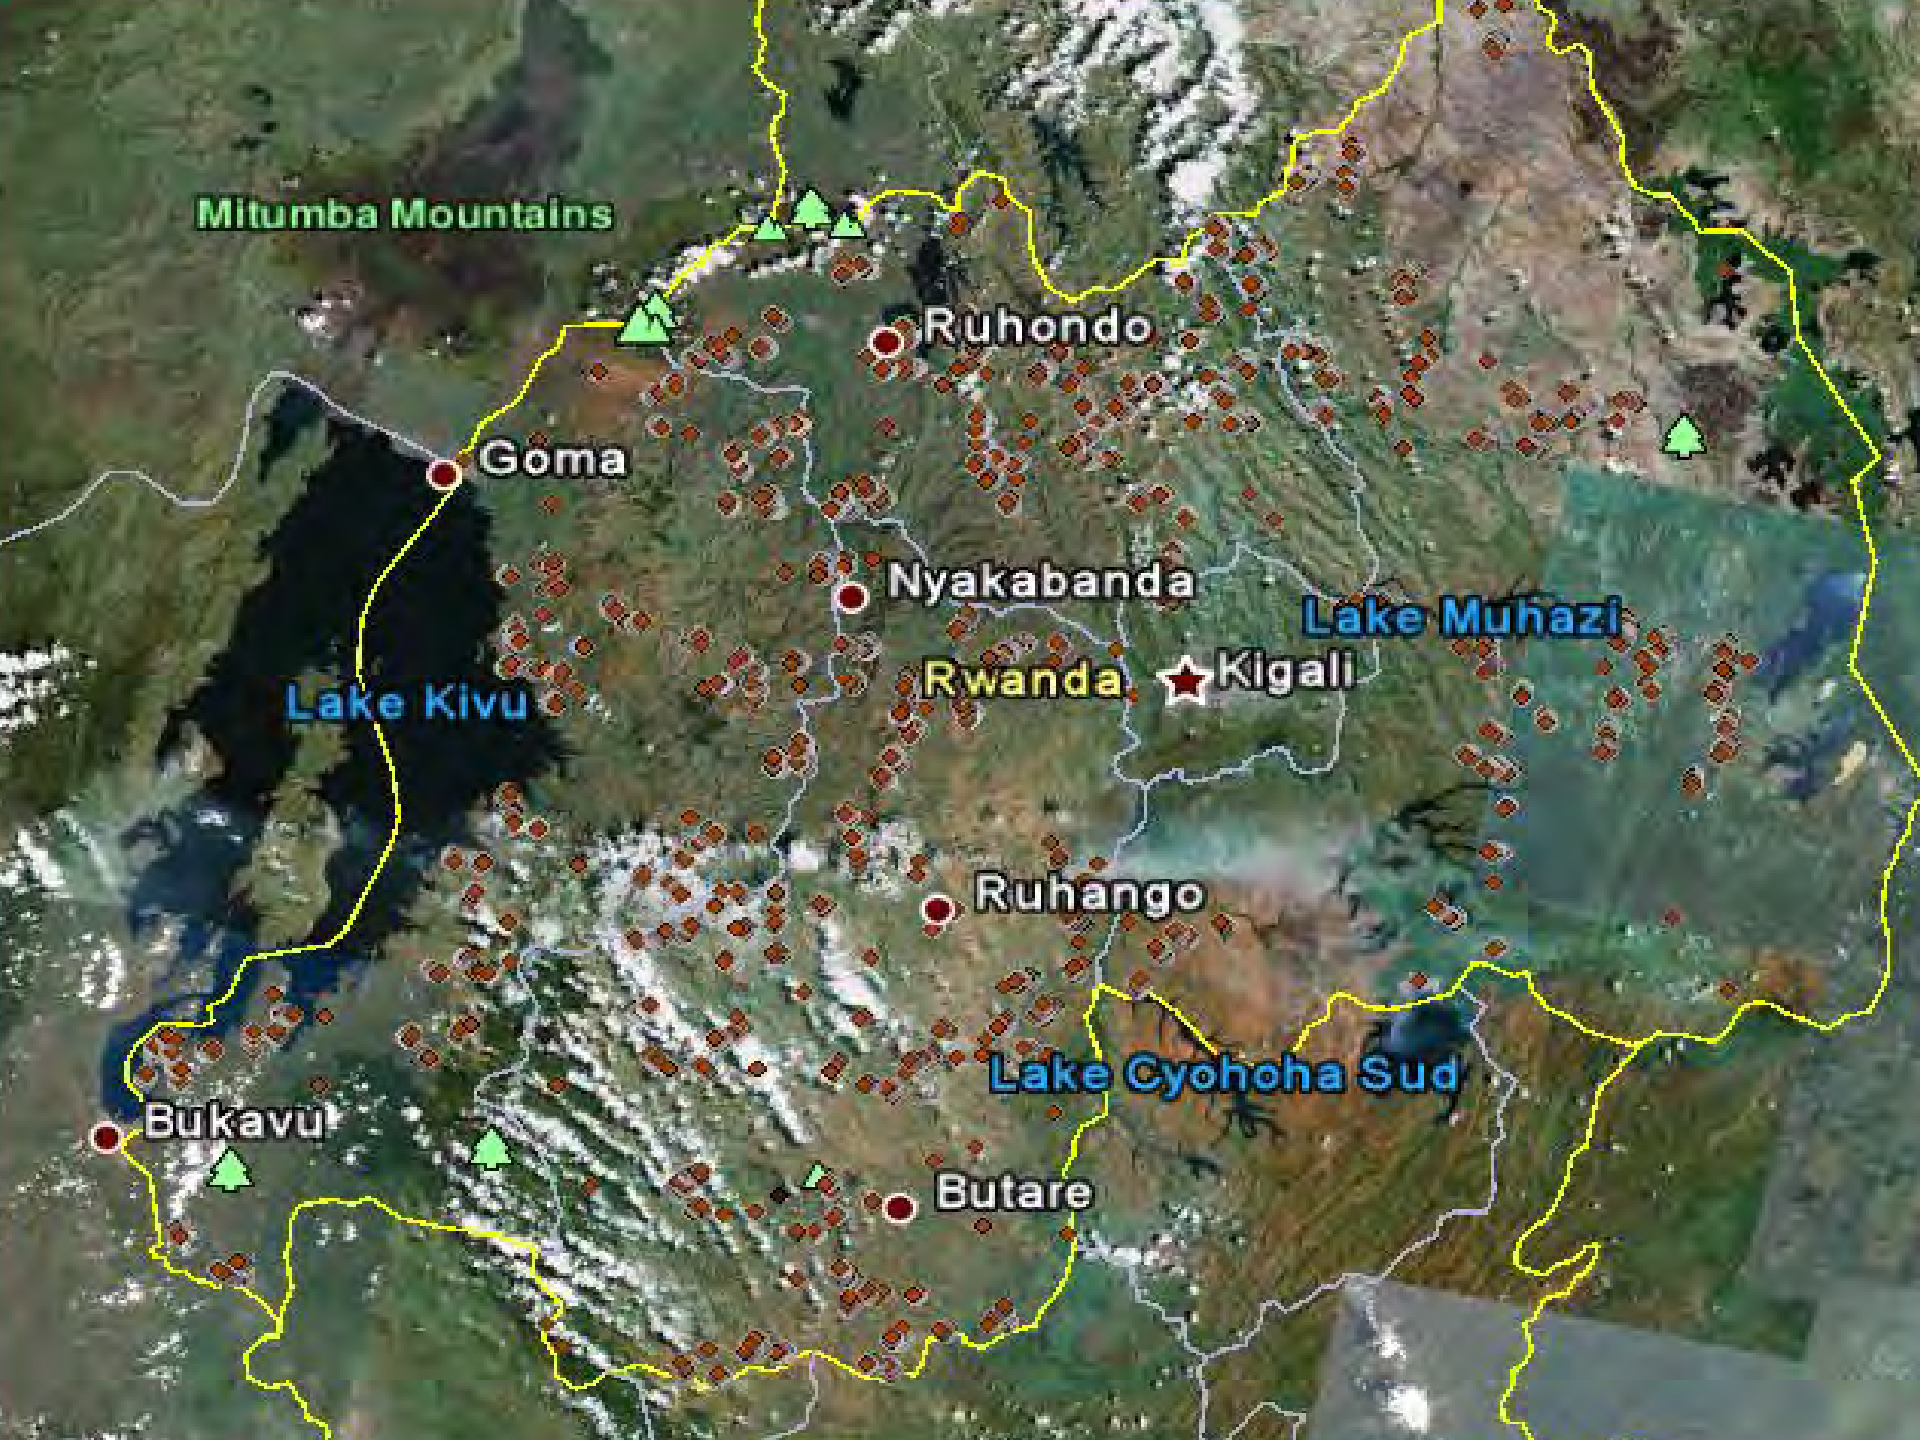 Mitumba Mountains
Ruhondo
Goma
Nyakabanda
Lake Muhazi
Rwanda
Kigali
Lake Kivu
Ruhango
Lake Cyohoha Sud
Bukavu
Butare